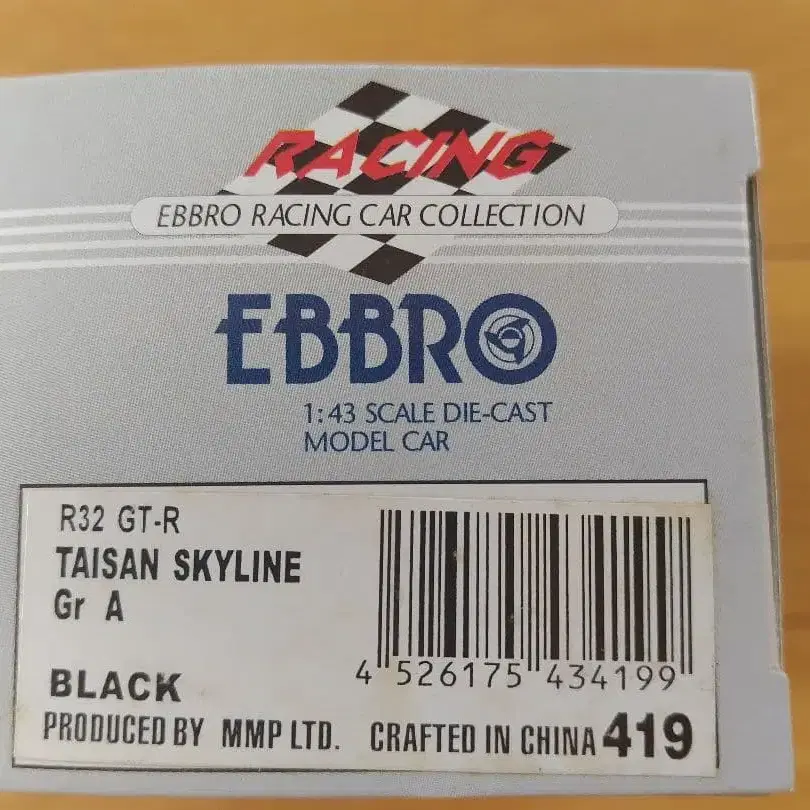 RACING
EBBRO RACING CAR COLLECTION
EBBRO
1:43 SCALE DIE-CAST
MODEL CAR
R32 GT-R
TAISAN SKYLINE
Gr A
BLACK
4 526175 434199
PRODUCED BY MMP LTD. CRAFTED IN CHINA 419